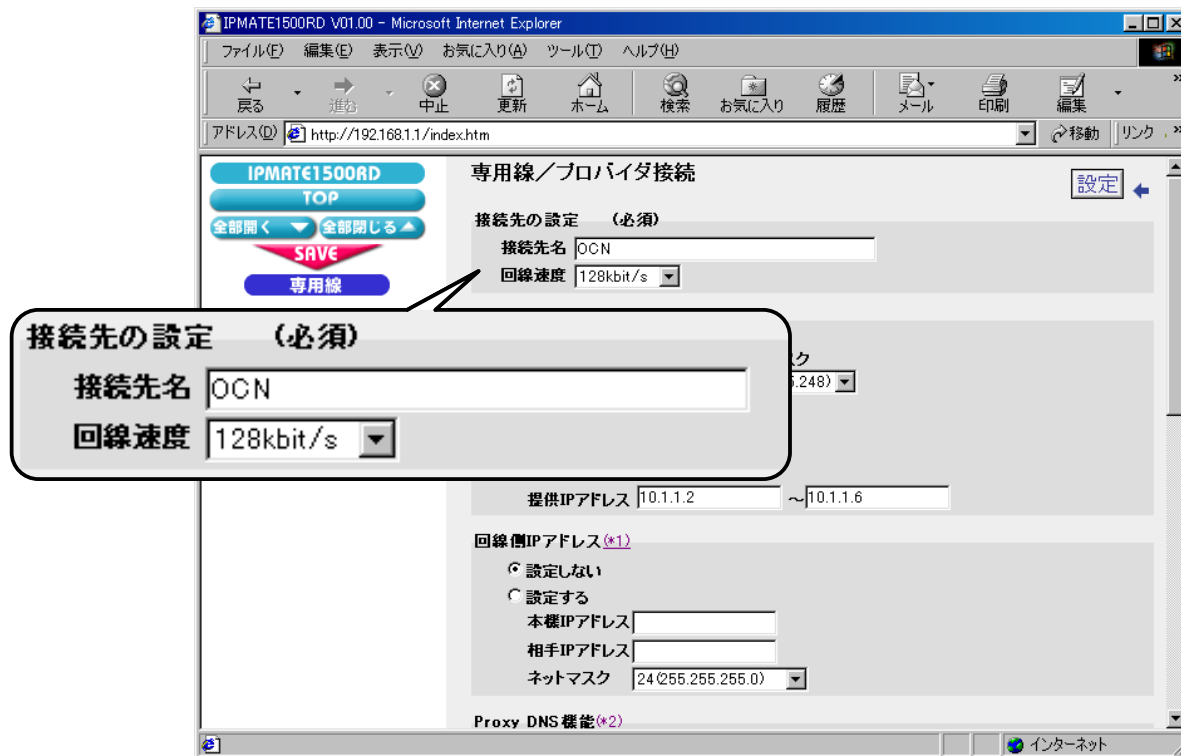 IPMATE1500RD V01.00 - Microsoft Internet Explorer
ファイル(F) 編集(E) 表示(V) お気に入り(A) ツール(T) ヘルプ(H)
戻る 進む 中止 更新 ホーム 検索 お気に入り 履歴 メール 印刷 編集 »
アドレス(D) http://192.168.1.1/index.htm 移動 リンク »
IPMATE1500RD
TOP
全部開く 全部閉じる
SAVE
専用線
専用線/プロバイダ接続
設定
接続先の設定 (必須)
接続先名 OCN
回線速度 128kbit/s
接続先の設定 (必須)
接続先名 OCN
回線速度 128kbit/s
スク
.248)
提供IPアドレス 10.1.1.2 ~ 10.1.1.6
回線側IPアドレス(*1)
設定しない
設定する
本機IPアドレス
相手IPアドレス
ネットマスク 24(255.255.255.0)
Proxy DNS機能(*2)
インターネット